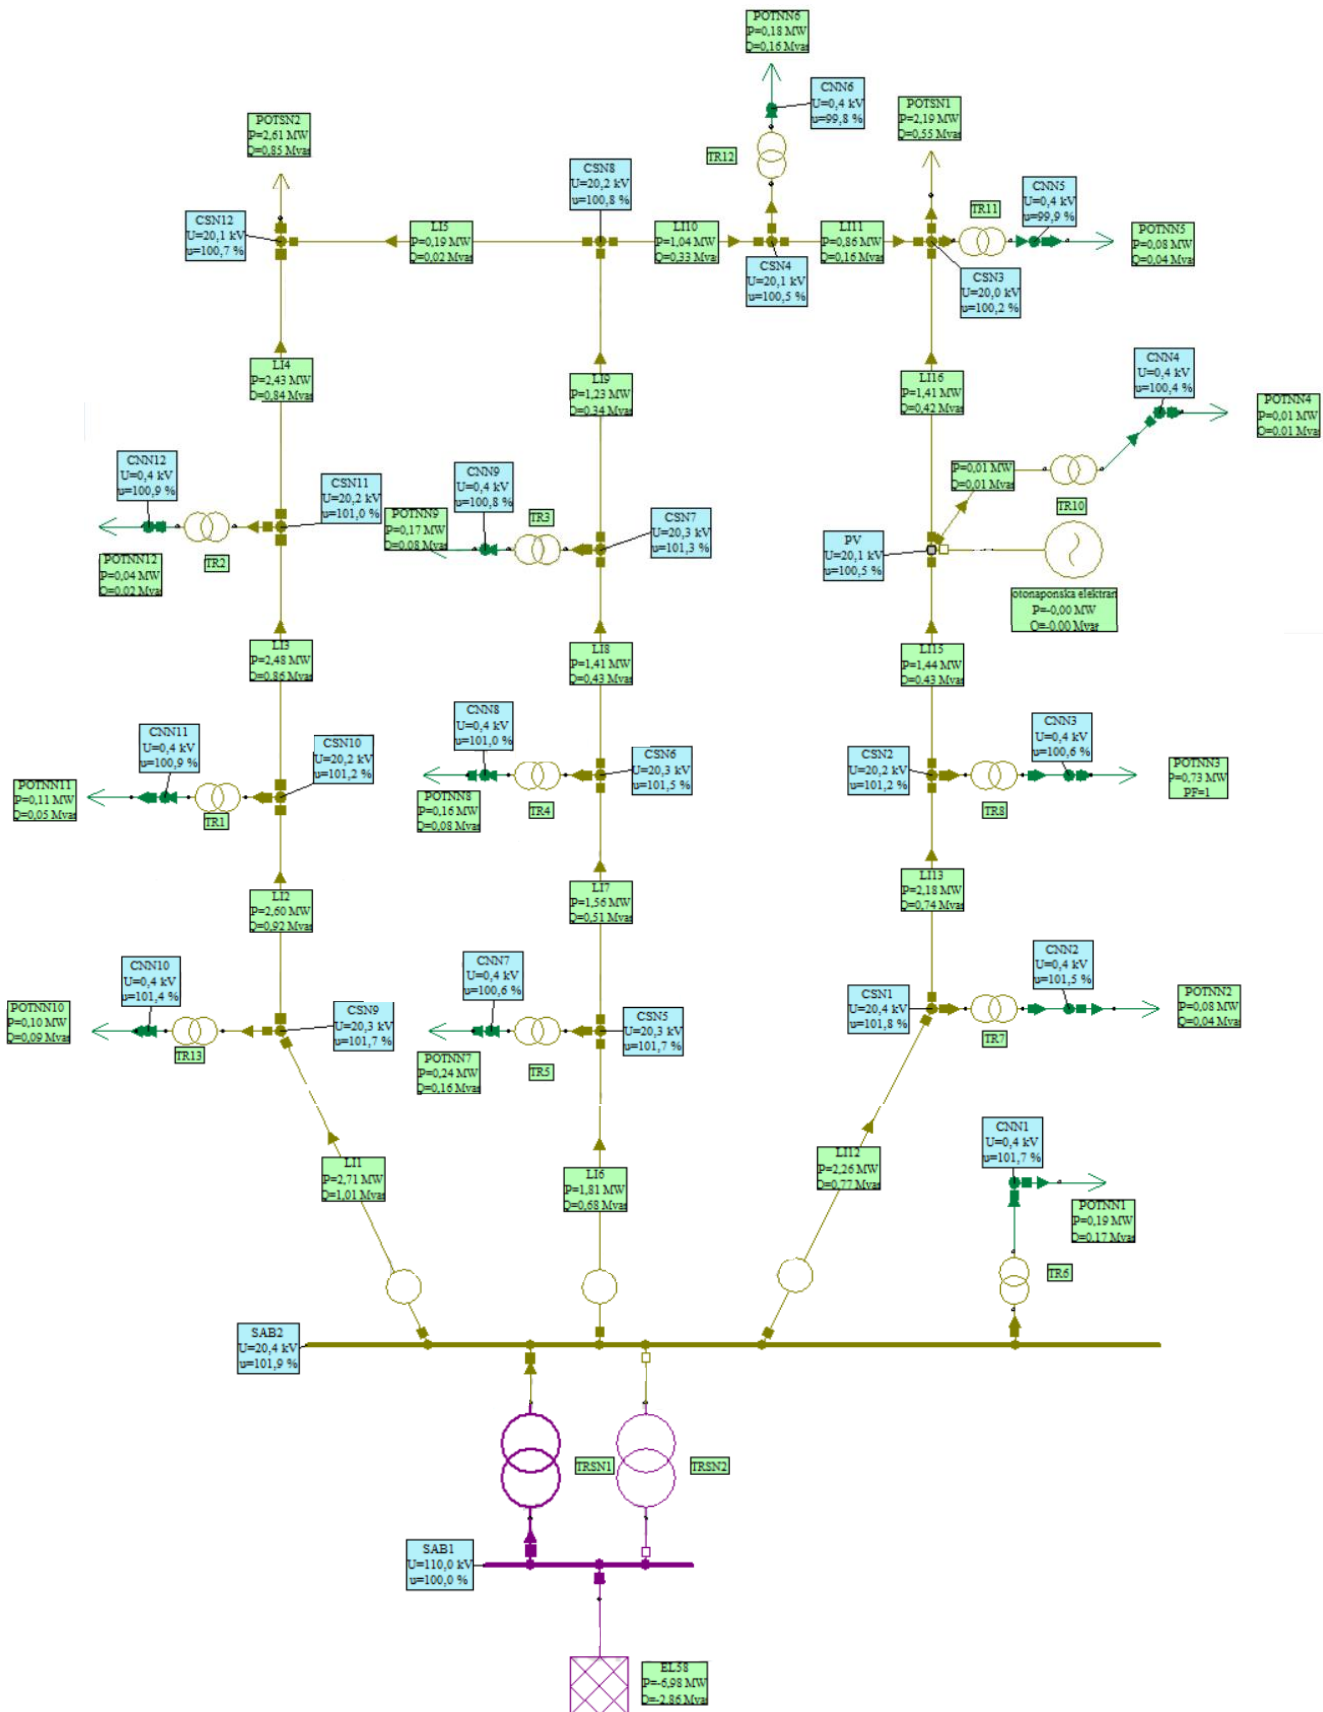 POTNN6
P=0,18 MW
Q=0,16 Mvar
CNN6
U=0,4 kV
u=99,8 %
POTSN1
P=2,19 MW
Q=0,55 Mvar
POTSN2
P=2,61 MW
Q=0,85 Mvar
TR12
CSN8
U=20,2 kV
u=100,8 %
CNN5
U=0,4 kV
u=99,9 %
TR11
CSN12
U=20,1 kV
u=100,7 %
LI5
P=0,19 MW
Q=0,02 Mvar
LI10
P=1,04 MW
Q=0,33 Mvar
LI11
P=0,86 MW
Q=0,16 Mvar
POTNN5
P=0,08 MW
Q=0,04 Mvar
CSN4
U=20,1 kV
u=100,5 %
CSN3
U=20,0 kV
u=100,2 %
LI4
P=2,43 MW
Q=0,84 Mvar
LI9
P=1,23 MW
Q=0,34 Mvar
LI16
P=1,41 MW
Q=0,42 Mvar
CNN4
U=0,4 kV
u=100,4 %
POTNN4
P=0,01 MW
Q=0,01 Mvar
CNN12
U=0,4 kV
u=100,9 %
CSN11
U=20,2 kV
u=101,0 %
CNN9
U=0,4 kV
u=100,8 %
P=0,01 MW
Q=0,01 Mvar
TR10
POTNN9
P=0,17 MW
Q=0,08 Mvar
TR3
CSN7
U=20,3 kV
u=101,3 %
PV
U=20,1 kV
u=100,5 %
POTNN12
P=0,04 MW
Q=0,02 Mvar
TR2
otonaponska elektran
P=-0,00 MW
Q=-0,00 Mvar
LI3
P=2,48 MW
Q=0,86 Mvar
LI8
P=1,41 MW
Q=0,43 Mvar
LI15
P=1,44 MW
Q=0,43 Mvar
CNN11
U=0,4 kV
u=100,9 %
CSN10
U=20,2 kV
u=101,2 %
CNN8
U=0,4 kV
u=101,0 %
CSN6
U=20,3 kV
u=101,5 %
CSN2
U=20,2 kV
u=101,2 %
CNN3
U=0,4 kV
u=100,6 %
POTNN3
P=0,73 MW
PF=1
POTNN11
P=0,11 MW
Q=0,05 Mvar
TR1
POTNN8
P=0,16 MW
Q=0,08 Mvar
TR4
TR8
LI2
P=2,60 MW
Q=0,92 Mvar
LI7
P=1,56 MW
Q=0,51 Mvar
LI13
P=2,18 MW
Q=0,74 Mvar
CNN10
U=0,4 kV
u=101,4 %
CNN7
U=0,4 kV
u=100,6 %
CNN2
U=0,4 kV
u=101,5 %
POTNN10
P=0,10 MW
Q=0,09 Mvar
TR13
CSN9
U=20,3 kV
u=101,7 %
POTNN7
P=0,24 MW
Q=0,16 Mvar
TR5
CSN5
U=20,3 kV
u=101,7 %
CSN1
U=20,4 kV
u=101,8 %
TR7
POTNN2
P=0,08 MW
Q=0,04 Mvar
LI1
P=2,71 MW
Q=1,01 Mvar
LI6
P=1,81 MW
Q=0,68 Mvar
LI12
P=2,26 MW
Q=0,77 Mvar
CNN1
U=0,4 kV
u=101,7 %
POTNN1
P=0,19 MW
Q=0,17 Mvar
TR6
SAB2
U=20,4 kV
u=101,9 %
TRSN1
TRSN2
SAB1
U=110,0 kV
u=100,0 %
EL58
P=-6,98 MW
Q=-2,86 Mvar